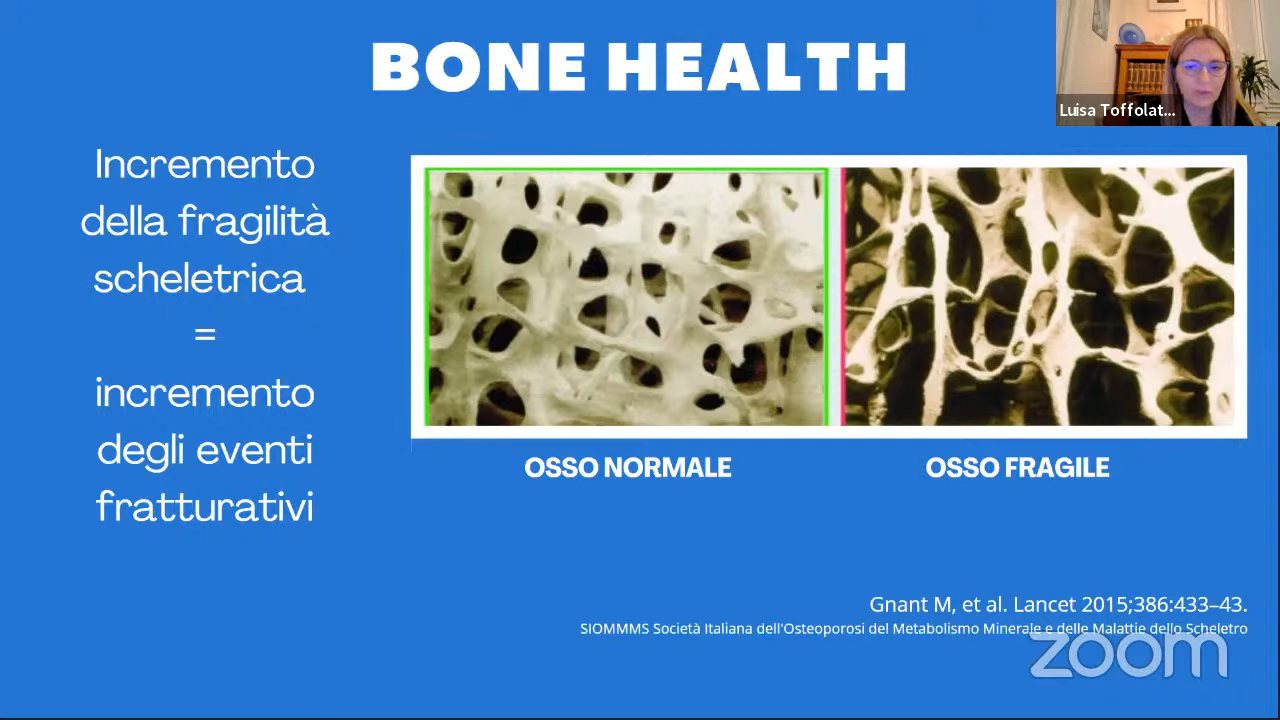 BONE HEALTH
Luisa Toffolat...
Incremento
della fragilità
scheletrica
=
incremento
degli eventi
fratturativi
OSSO NORMALE
OSSO FRAGILE
Gnant M, et al. Lancet 2015;386:433–43.
SIOMMMS Società Italiana dell'Osteoporosi del Metabolismo Minerale e delle Malattie dello Scheletro
zoom